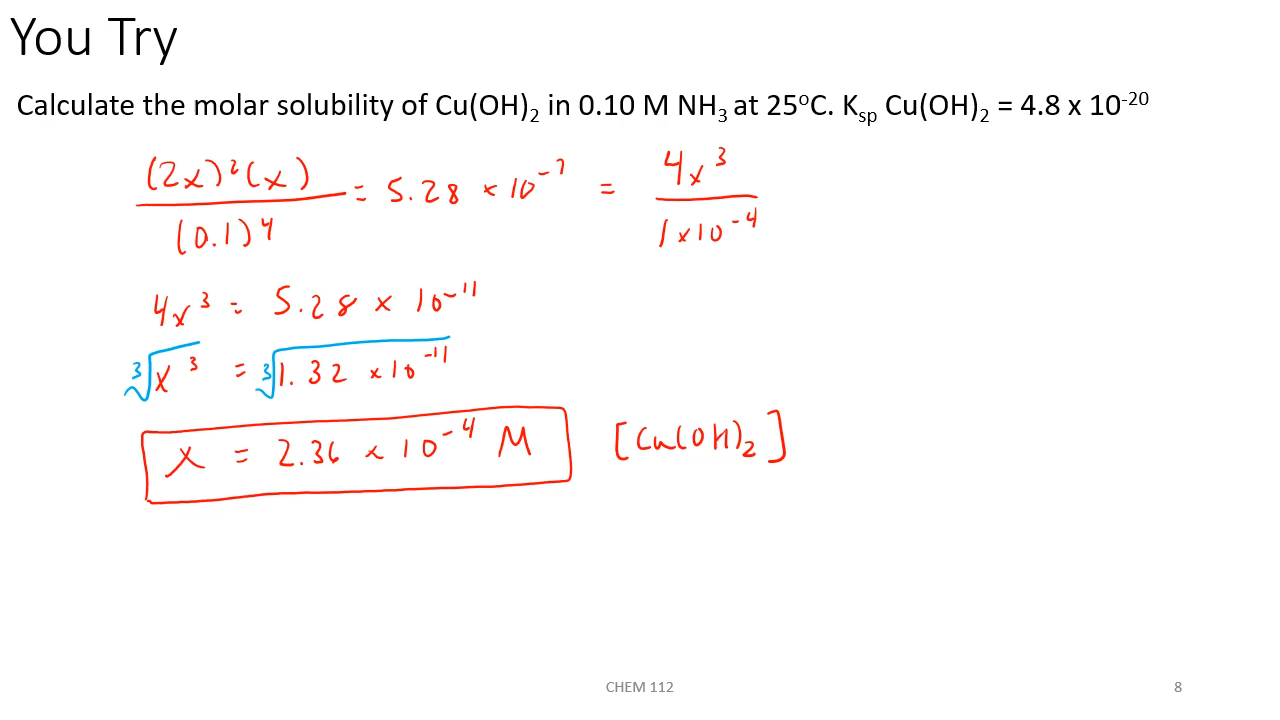 You Try
Calculate the molar solubility of Cu(OH)₂ in 0.10 M NH₃ at 25ᵒC. Kₛₚ Cu(OH)₂ = 4.8 x 10⁻²⁰
(2x)²(x) / (0.1)⁴ = 5.28 × 10⁻⁷ = 4x³ / 1×10⁻⁴
4x³ = 5.28 × 10⁻¹¹
³√x³ = ³√1.32 × 10⁻¹¹
x = 2.36 × 10⁻⁴ M [Cu(OH)₂]
CHEM 112 8